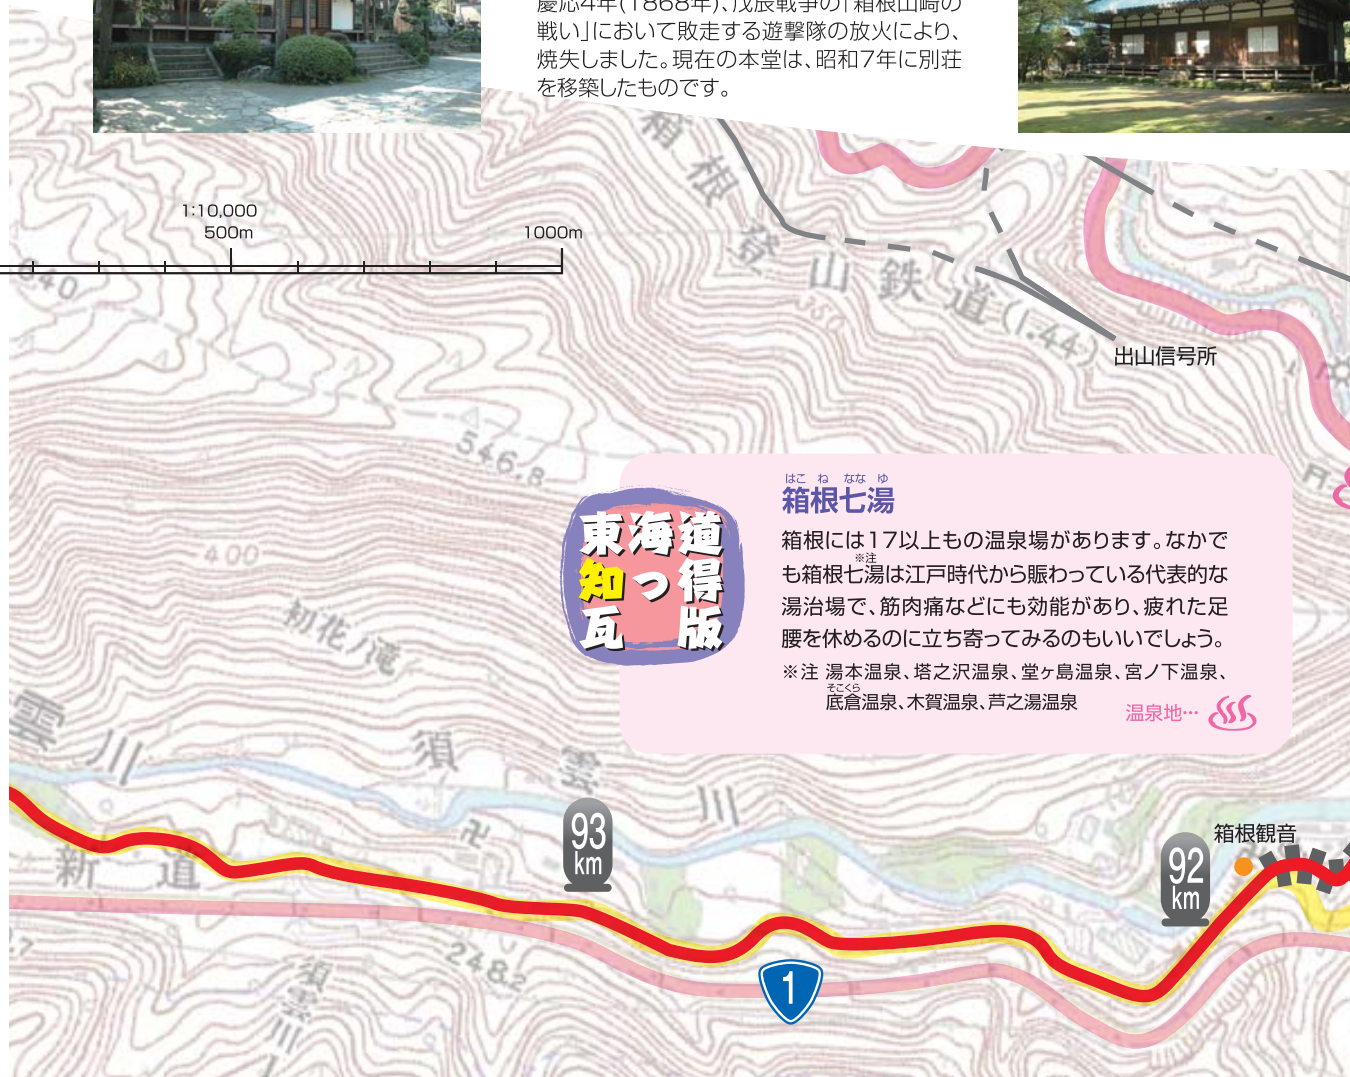 慶応4年(1868年)、戊辰戦争の「箱根山崎の
戦い」において敗走する遊撃隊の放火により、
焼失しました。現在の本堂は、昭和7年に別荘
を移築したものです。
1:10,000
500m
1000m
640
箱根登山鉄道(1.44)
出山信号所
546.8
400
初花ノ滝
東海道
知っ得
瓦版
はこ ね なな ゆ
箱根七湯
箱根には17以上もの温泉場があります。なかで
※注
も箱根七湯は江戸時代から賑わっている代表的な
湯治場で、筋肉痛などにも効能があり、疲れた足
腰を休めるのに立ち寄ってみるのもいいでしょう。
※注 湯本温泉、塔之沢温泉、堂ヶ島温泉、宮ノ下温泉、
そこくら
底倉温泉、木賀温泉、芦之湯温泉
温泉地…
雲川
須雲川
93
km
箱根観音
92
km
新道
248.2
須雲川
1